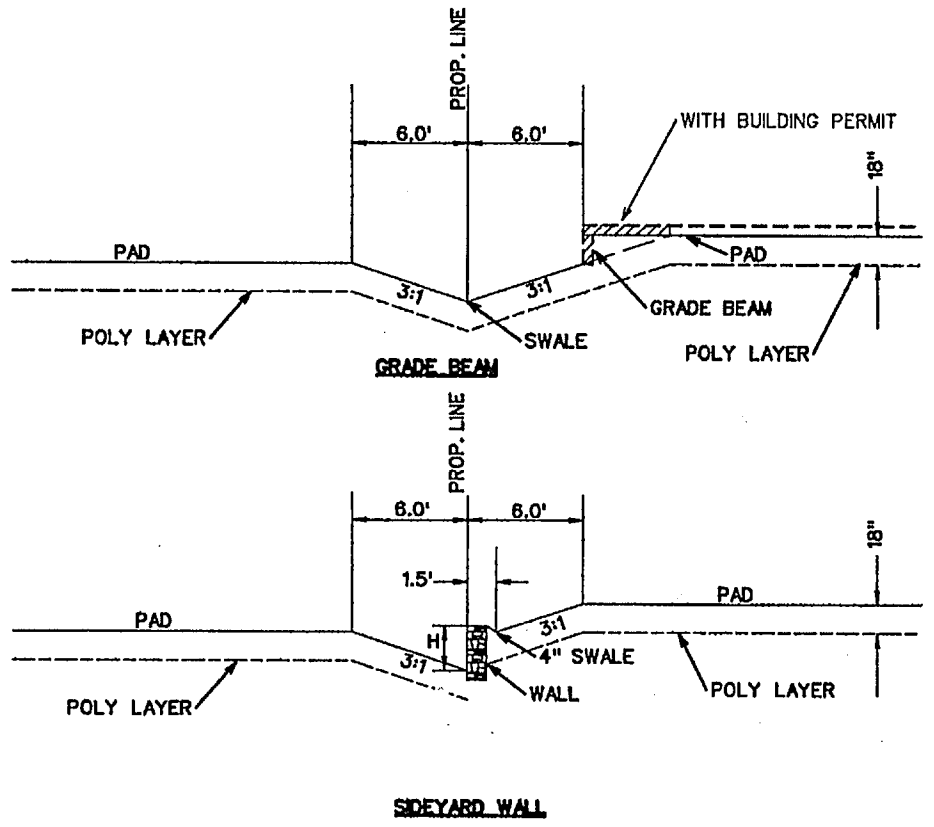 PROP. LINE
6.0'
6.0'
WITH BUILDING PERMIT
18"
PAD
PAD
3:1
3:1
GRADE BEAM
POLY LAYER
SWALE
POLY LAYER
GRADE BEAM
PROP. LINE
6.0'
6.0'
18"
1.5'
PAD
PAD
H
3:1
3:1
4" SWALE
WALL
POLY LAYER
POLY LAYER
SIDEYARD WALL